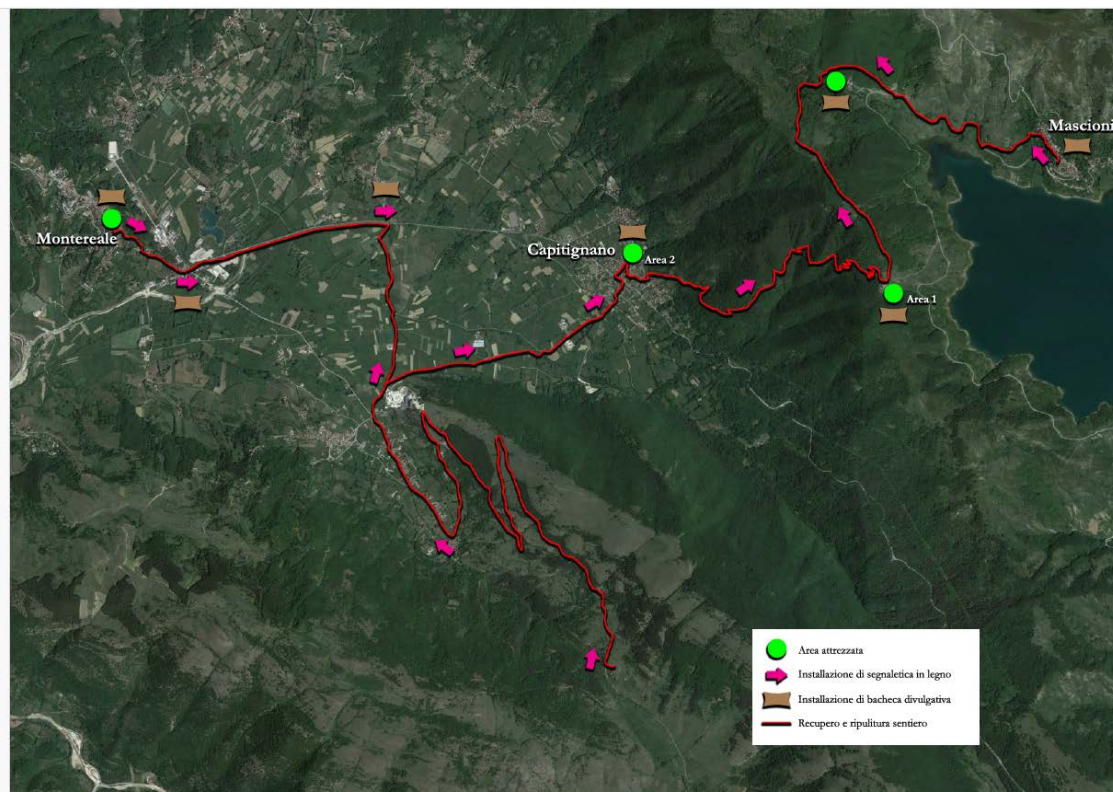 Mascioni
Montereale
Capitignano
Area 2
Area 1
Area attrezzata
Installazione di segnaletica in legno
Installazione di bacheca divulgativa
Recupero e ripulitura sentiero